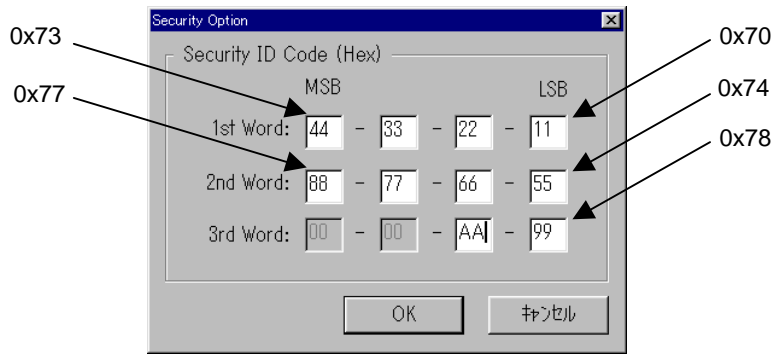 Security Option
0x73
0x70
Security ID Code (Hex)
MSB LSB
0x77
0x74
1st Word: 44 - 33 - 22 - 11
0x78
2nd Word: 88 - 77 - 66 - 55
3rd Word: 00 - 00 - AA - 99
OK ｷｬﾝｾﾙ